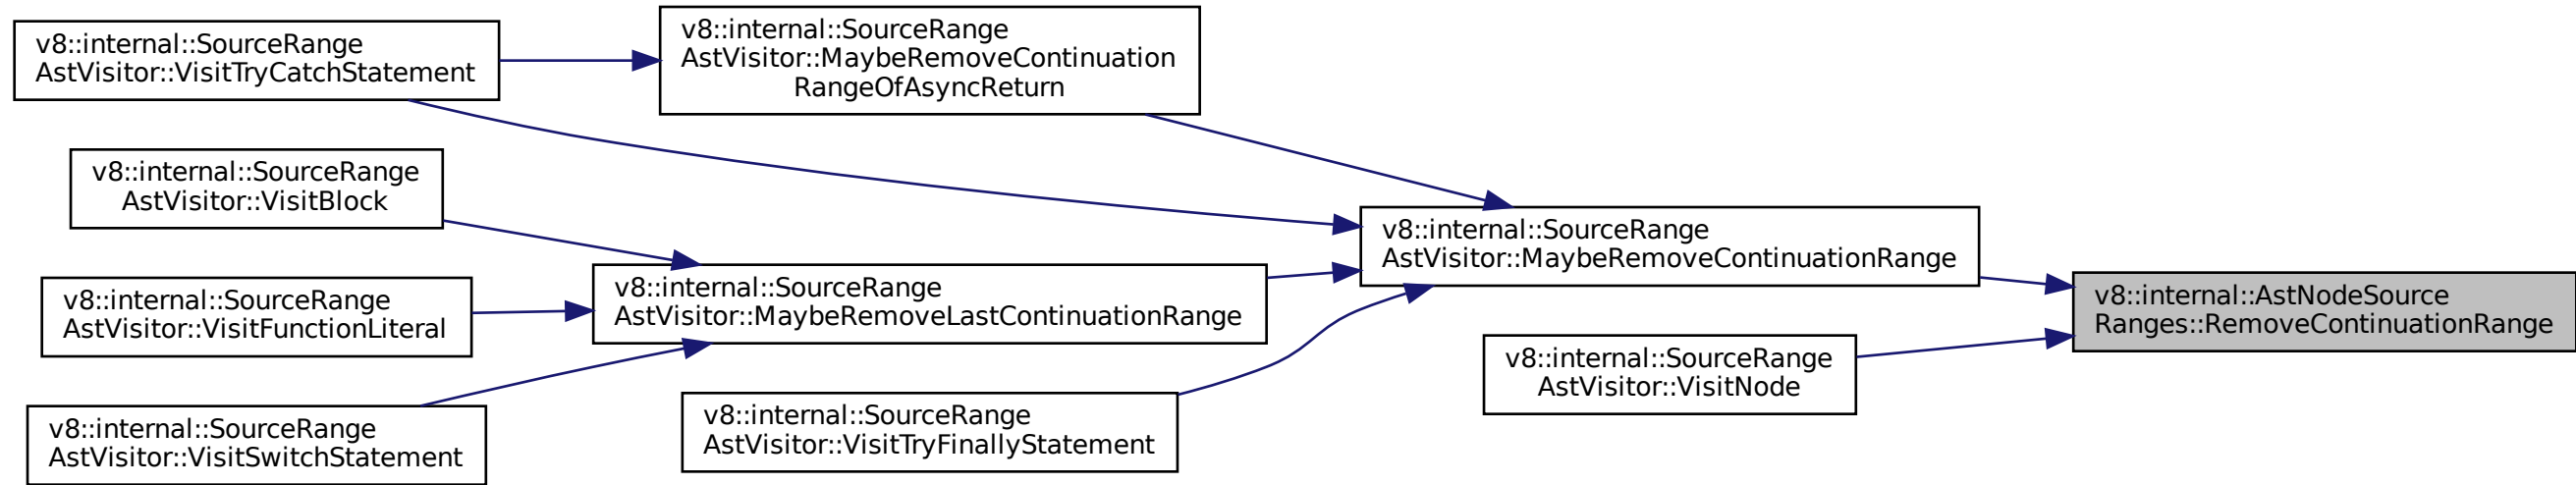 v8::internal::SourceRange
AstVisitor::VisitTryCatchStatement
v8::internal::SourceRange
AstVisitor::MaybeRemoveContinuation
RangeOfAsyncReturn
v8::internal::SourceRange
AstVisitor::VisitBlock
v8::internal::SourceRange
AstVisitor::VisitFunctionLiteral
v8::internal::SourceRange
AstVisitor::VisitSwitchStatement
v8::internal::SourceRange
AstVisitor::MaybeRemoveLastContinuationRange
v8::internal::SourceRange
AstVisitor::VisitTryFinallyStatement
v8::internal::SourceRange
AstVisitor::MaybeRemoveContinuationRange
v8::internal::SourceRange
AstVisitor::VisitNode
v8::internal::AstNodeSource
Ranges::RemoveContinuationRange